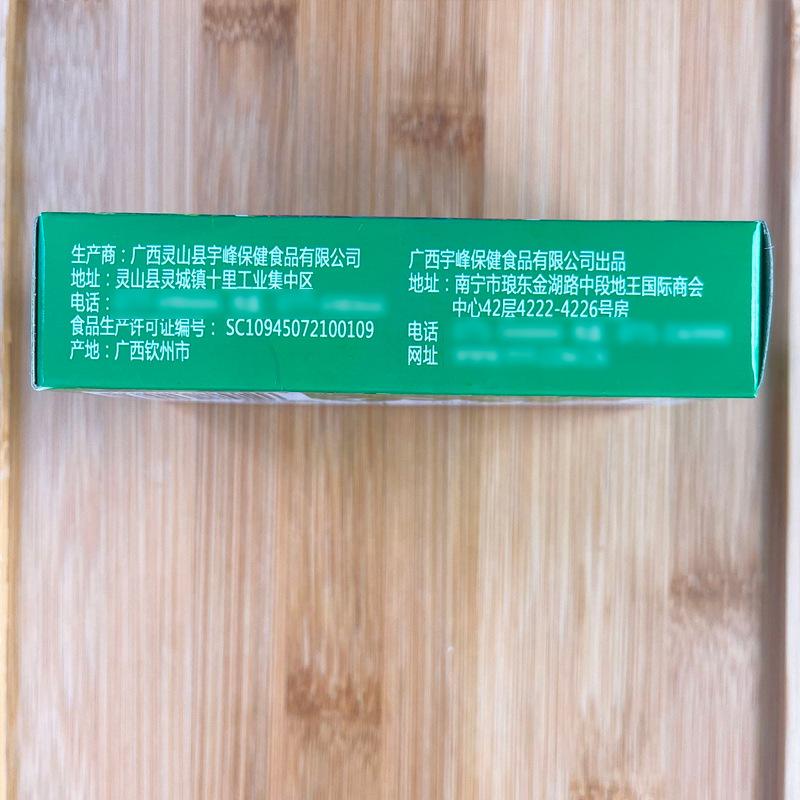 生产商：广西灵山县宇峰保健食品有限公司
地址：灵山县灵城镇十里工业集中区
电话：
食品生产许可证编号： SC10945072100109
产地：广西钦州市
广西宇峰保健食品有限公司出品
地址：南宁市琅东金湖路中段地王国际商会
中心42层4222-4226号房
电话
网址